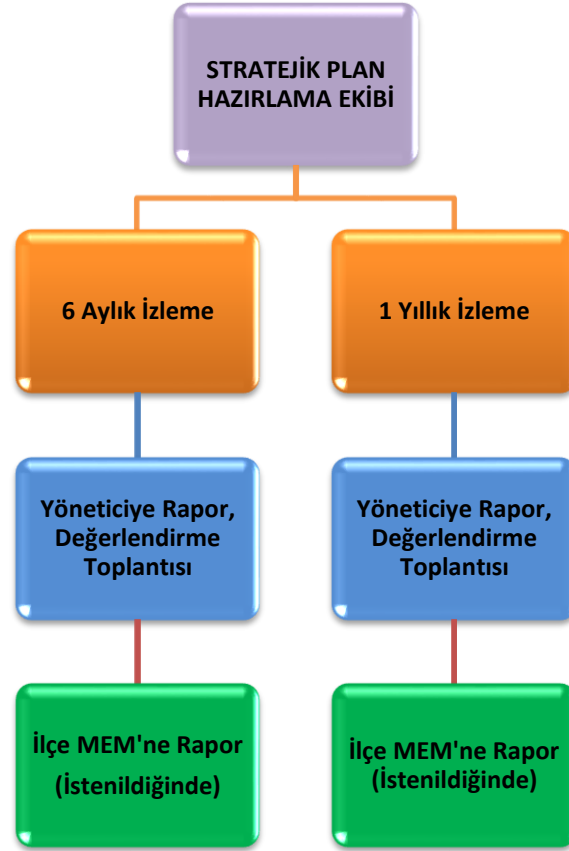 STRATEJİK PLAN
HAZIRLAMA EKİBİ
6 Aylık İzleme
1 Yıllık İzleme
Yöneticiye Rapor,
Değerlendirme
Toplantısı
Yöneticiye Rapor,
Değerlendirme
Toplantısı
İlçe MEM'ne Rapor
(İstenildiğinde)
İlçe MEM'ne Rapor
(İstenildiğinde)